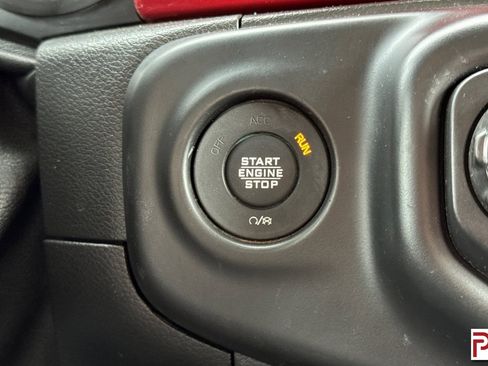 OFF ACC RUN
START
ENGINE
STOP
P